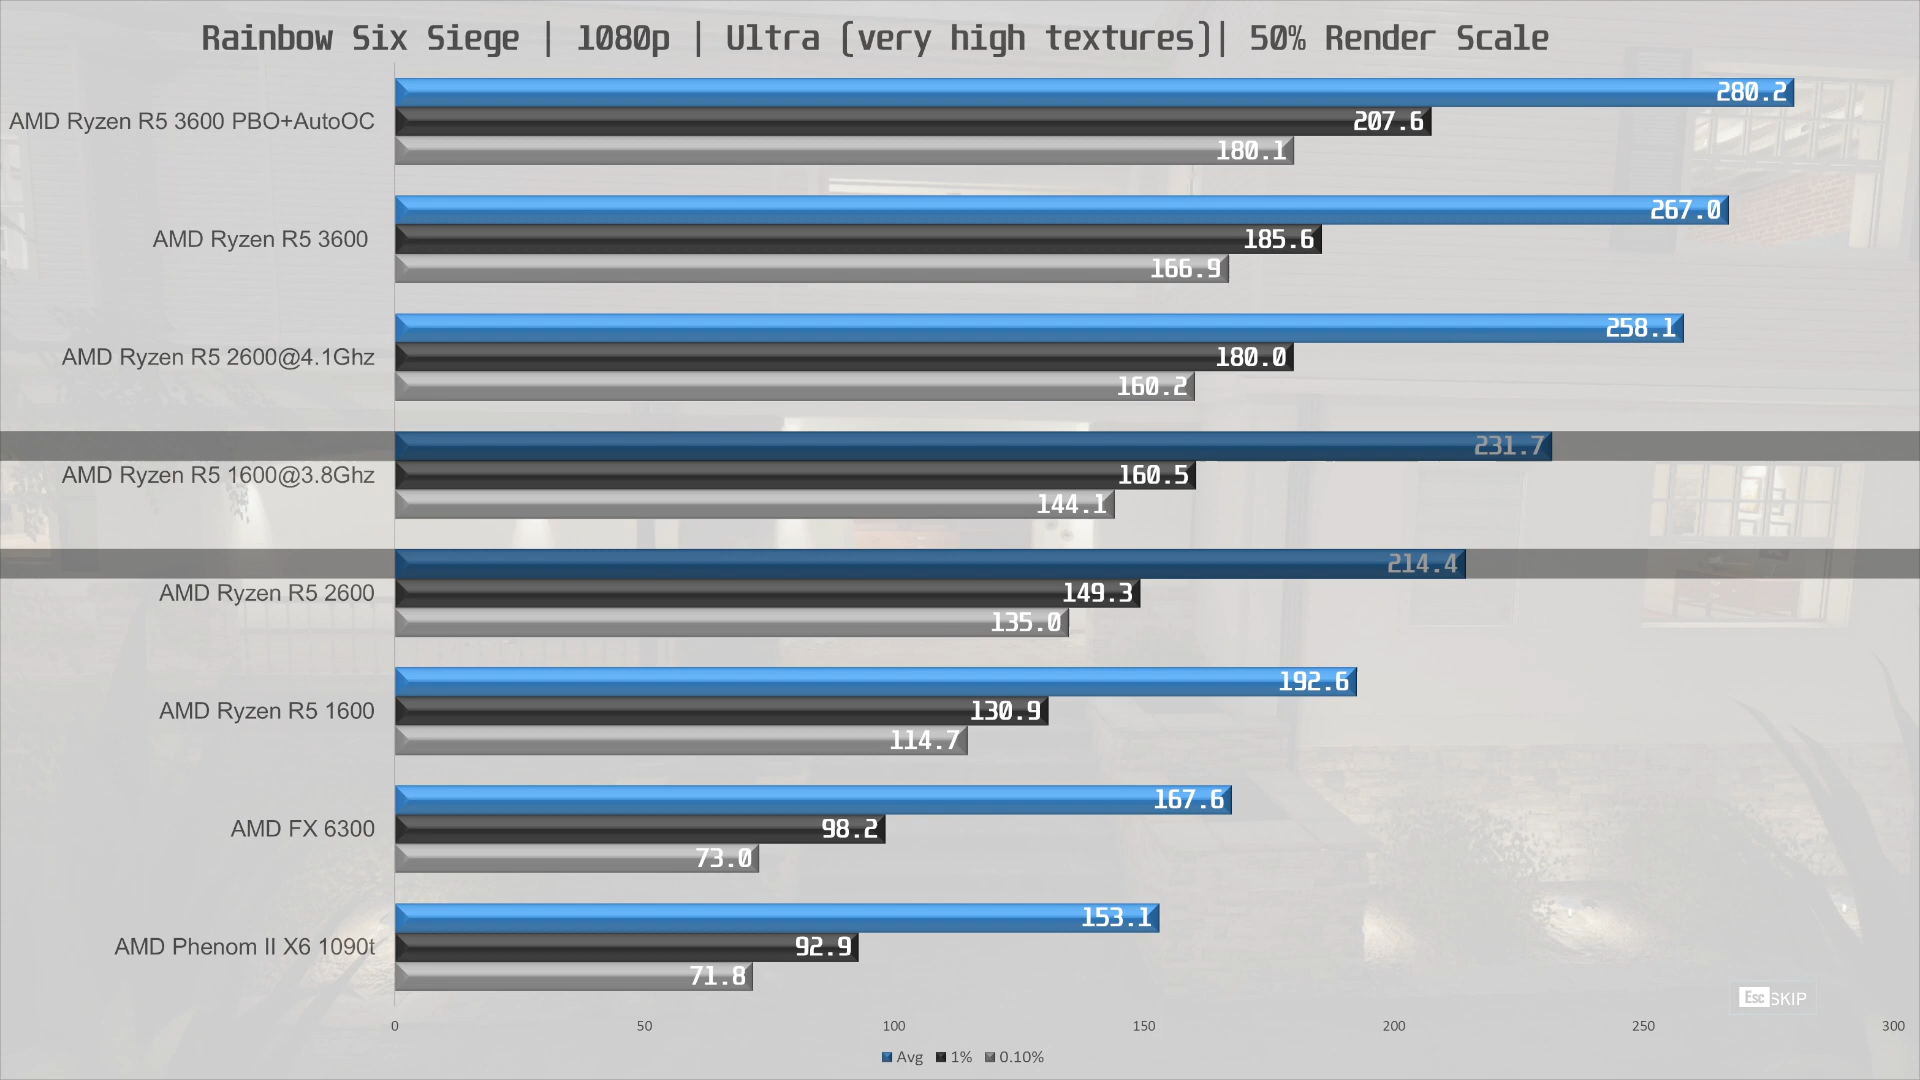 Rainbow Six Siege | 1080p | Ultra (very high textures)| 50% Render Scale
AMD Ryzen R5 3600 PBO+AutoOC
280.2
207.6
180.1
AMD Ryzen R5 3600
267.0
185.6
166.9
AMD Ryzen R5 2600@4.1Ghz
258.1
180.0
160.2
AMD Ryzen R5 1600@3.8Ghz
231.7
160.5
144.1
AMD Ryzen R5 2600
214.4
149.3
135.0
AMD Ryzen R5 1600
192.6
130.9
114.7
AMD FX 6300
167.6
98.2
73.0
AMD Phenom II X6 1090t
153.1
92.9
71.8
Esc SKIP
0 50 100 150 200 250 300
Avg 1% 0.10%